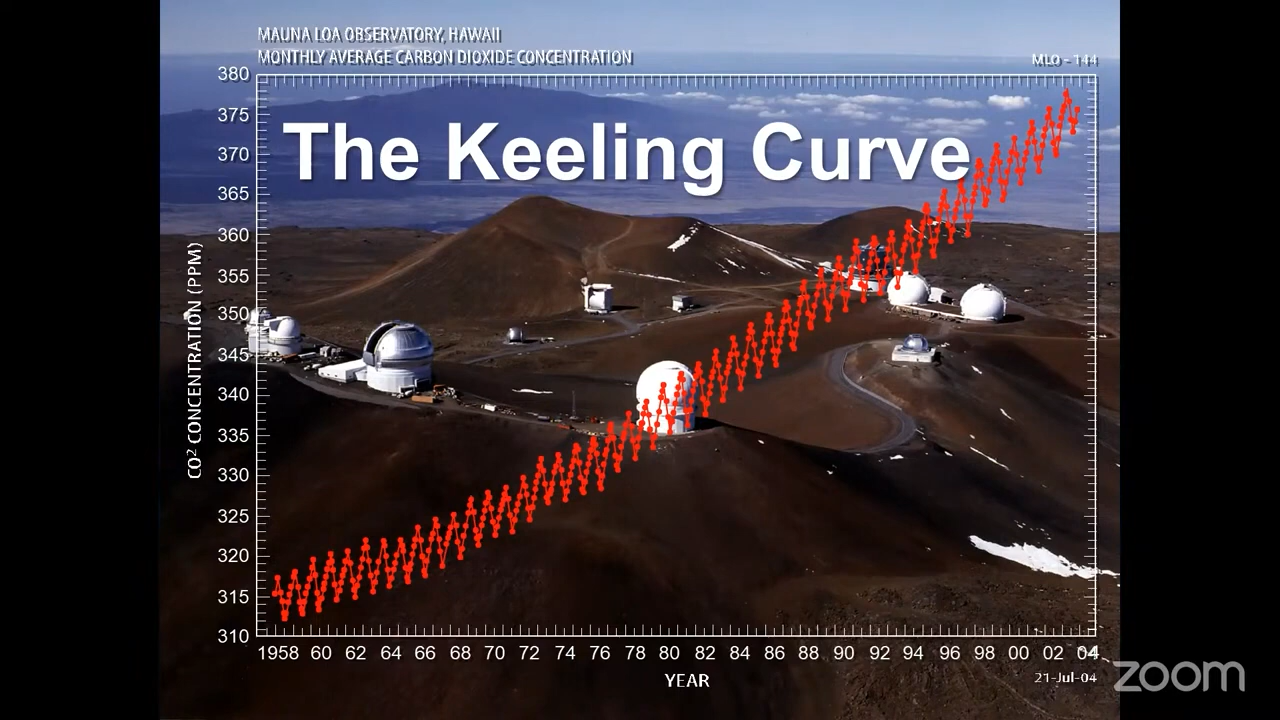 MAUNA LOA OBSERVATORY, HAWAII
MONTHLY AVERAGE CARBON DIOXIDE CONCENTRATION
MLO - 144
The Keeling Curve
380
375
370
365
360
355
350
345
340
335
330
325
320
315
310
CO² CONCENTRATION (PPM)
1958 60 62 64 66 68 70 72 74 76 78 80 82 84 86 88 90 92 94 96 98 00 02 04
YEAR
21-Jul-04
zoom